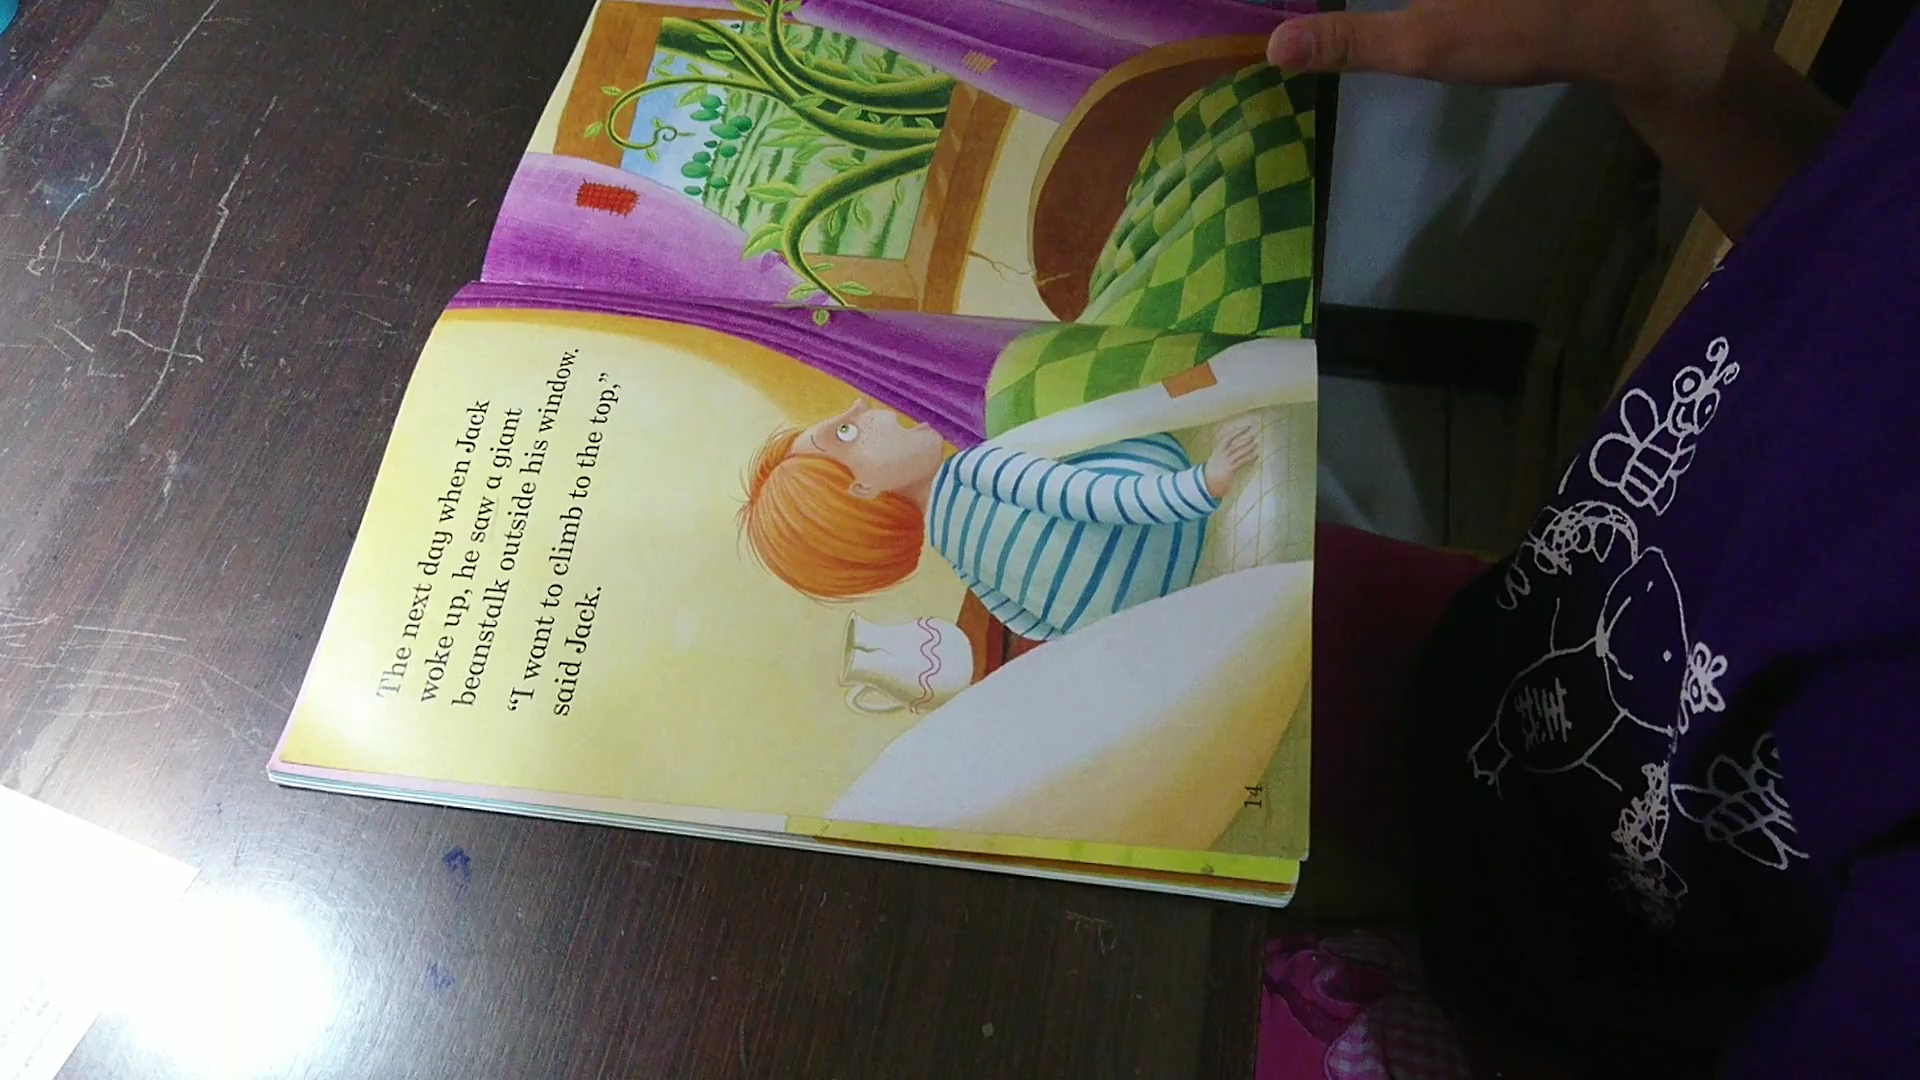 The next day when Jack
woke up, he saw a giant
beanstalk outside his window.
“I want to climb to the top,”
said Jack.
14